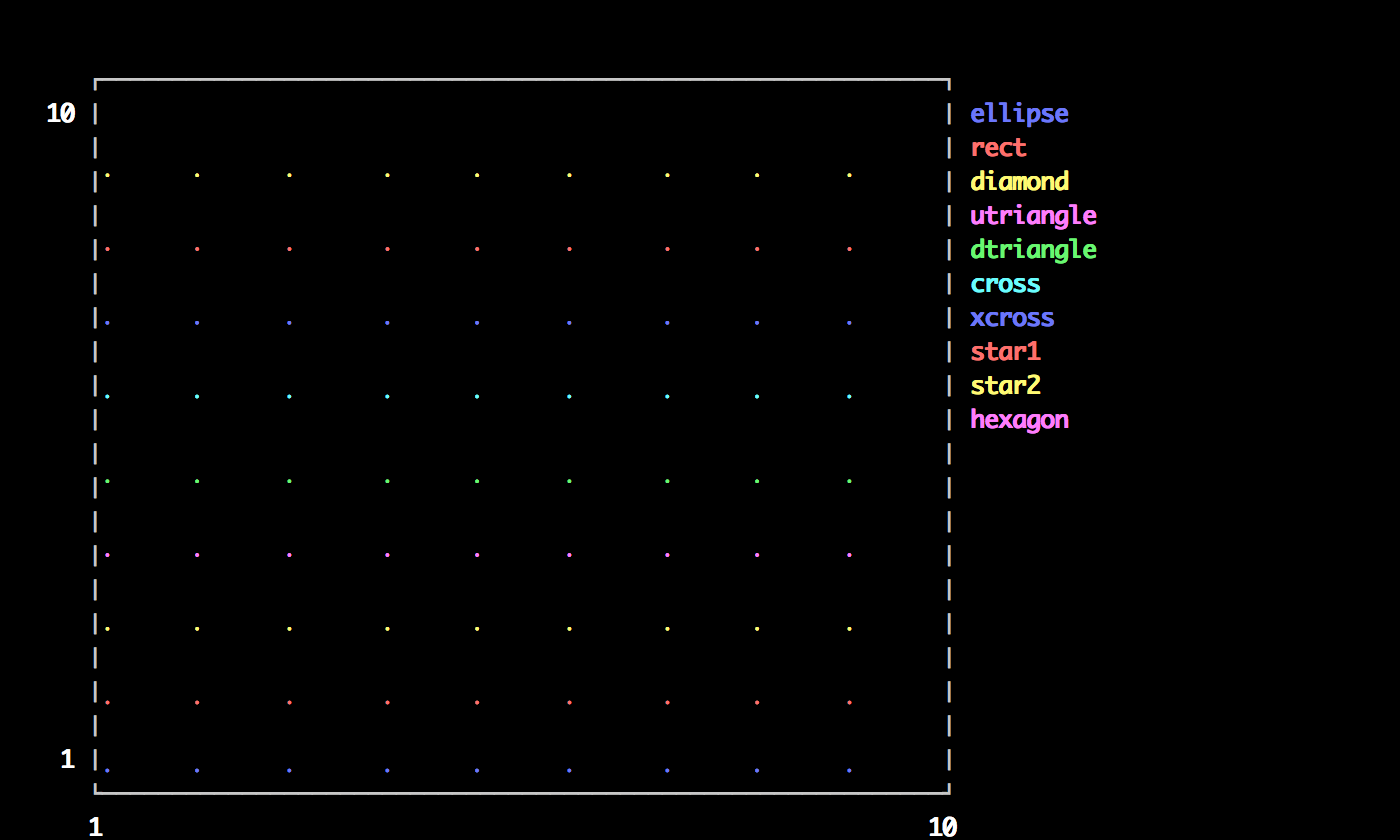 10 ellipse
rect
diamond
utriangle
dtriangle
cross
xcross
star1
star2
hexagon
1
1 10